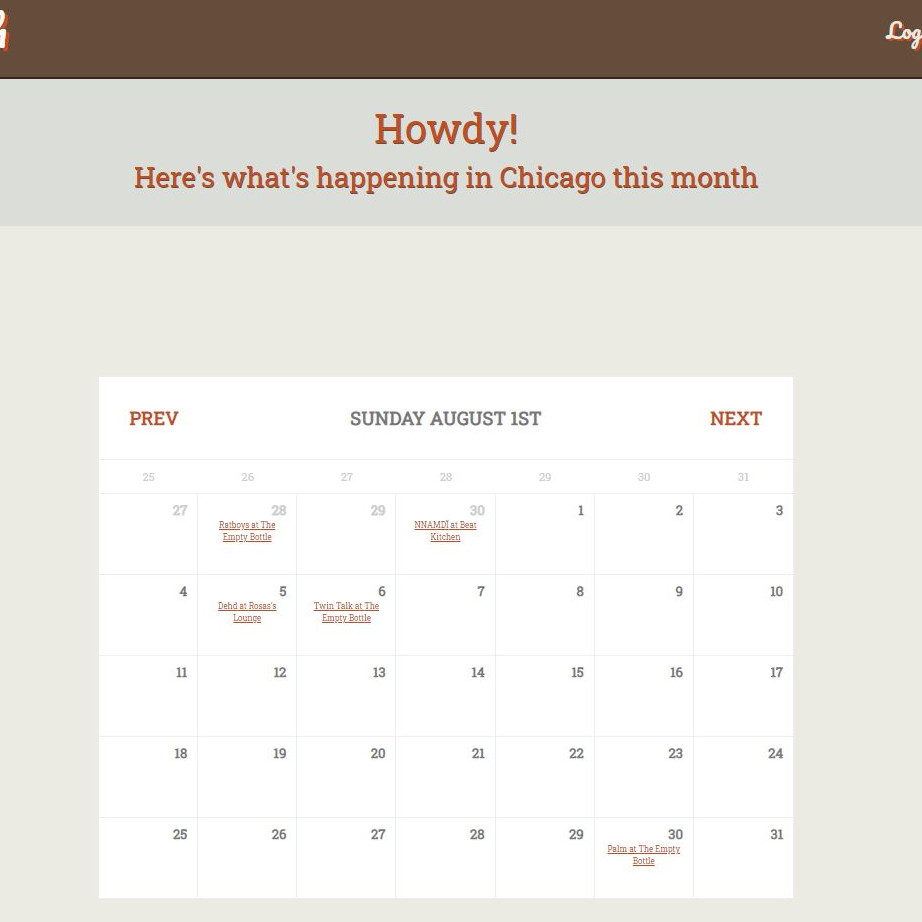 Howdy!
Here's what's happening in Chicago this month
PREV SUNDAY AUGUST 1ST NEXT
25 26 27 28 29 30 31
27 28 29 30 1 2 3
Ratboys at The
Empty Bottle
NNAMDÏ at Beat
Kitchen
4 5 6 7 8 9 10
Dehd at Rosas's
Lounge
Twin Talk at The
Empty Bottle
11 12 13 14 15 16 17
18 19 20 21 22 23 24
25 26 27 28 29 30 31
Palm at The Empty
Bottle